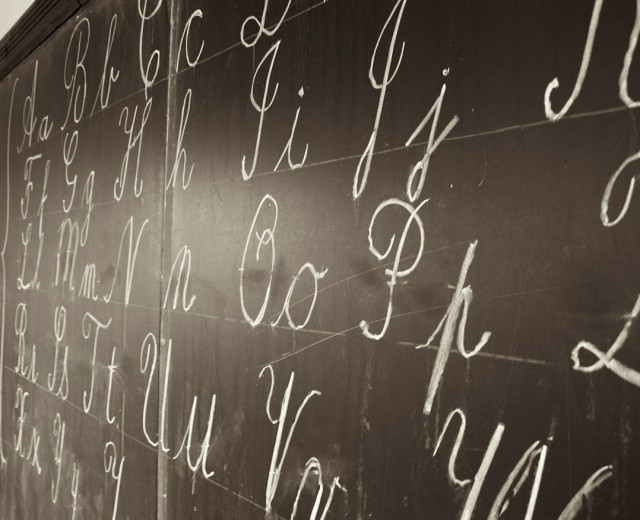 Aa Bb Cc
Ff Gg Hh Ii Jj
Ll Mm Nn Oo Pp
Rr Ss Tt Uu Vv W
Xx Yy